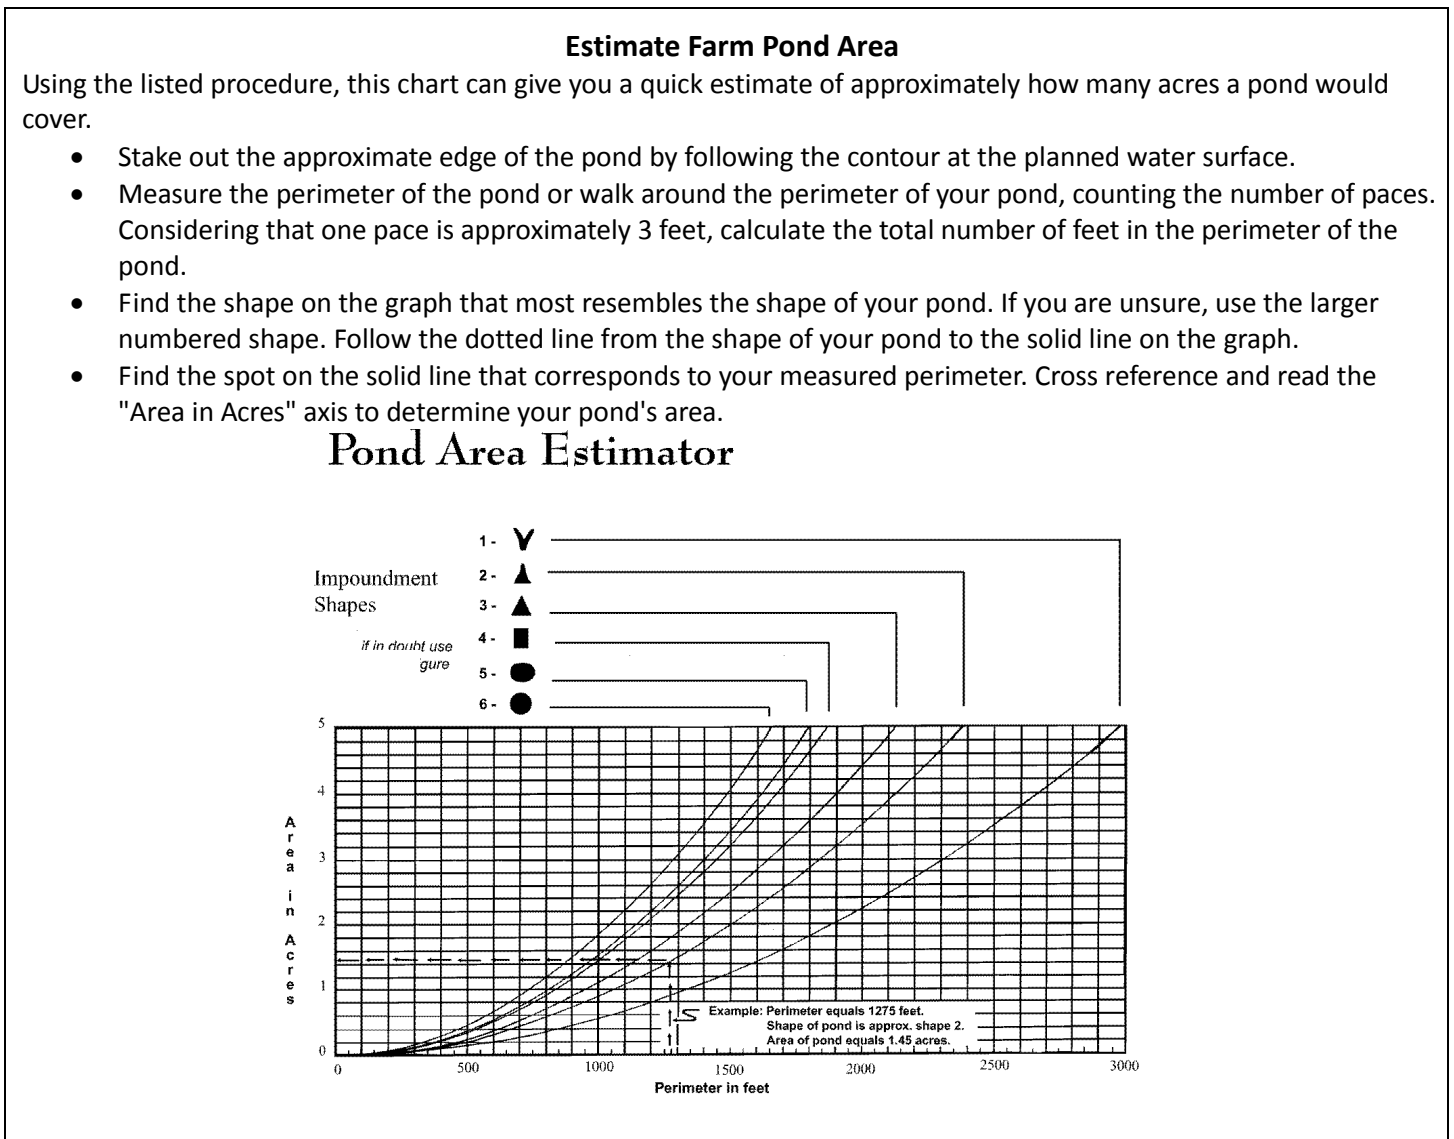 Estimate Farm Pond Area
Using the listed procedure, this chart can give you a quick estimate of approximately how many acres a pond would
cover.
• Stake out the approximate edge of the pond by following the contour at the planned water surface.
• Measure the perimeter of the pond or walk around the perimeter of your pond, counting the number of paces.
Considering that one pace is approximately 3 feet, calculate the total number of feet in the perimeter of the
pond.
• Find the shape on the graph that most resembles the shape of your pond. If you are unsure, use the larger
numbered shape. Follow the dotted line from the shape of your pond to the solid line on the graph.
• Find the spot on the solid line that corresponds to your measured perimeter. Cross reference and read the
"Area in Acres" axis to determine your pond's area.
Pond Area Estimator
Impoundment
Shapes
if in doubt use
gure
1 -
2 -
3 -
4 -
5 -
6 -
5
4
3
2
1
0
Area in Acres
Example: Perimeter equals 1275 feet.
Shape of pond is approx. shape 2.
Area of pond equals 1.45 acres.
0 500 1000 1500 2000 2500 3000
Perimeter in feet